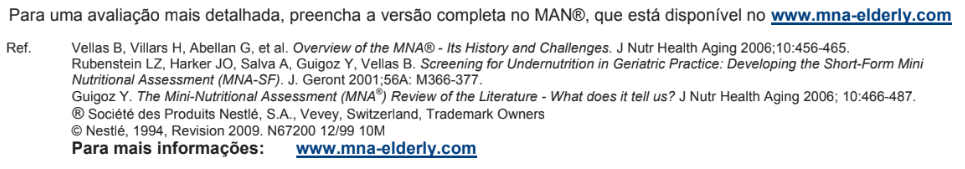 Para uma avaliação mais detalhada, preencha a versão completa no MAN®, que está disponível no www.mna-elderly.com
Ref. Vellas B, Villars H, Abellan G, et al. Overview of the MNA® - Its History and Challenges. J Nutr Health Aging 2006;10:456-465.
Rubenstein LZ, Harker JO, Salva A, Guigoz Y, Vellas B. Screening for Undernutrition in Geriatric Practice: Developing the Short-Form Mini
Nutritional Assessment (MNA-SF). J. Geront 2001;56A: M366-377.
Guigoz Y. The Mini-Nutritional Assessment (MNA®) Review of the Literature - What does it tell us? J Nutr Health Aging 2006; 10:466-487.
® Société des Produits Nestlé, S.A., Vevey, Switzerland, Trademark Owners
© Nestlé, 1994, Revision 2009. N67200 12/99 10M
Para mais informações: www.mna-elderly.com